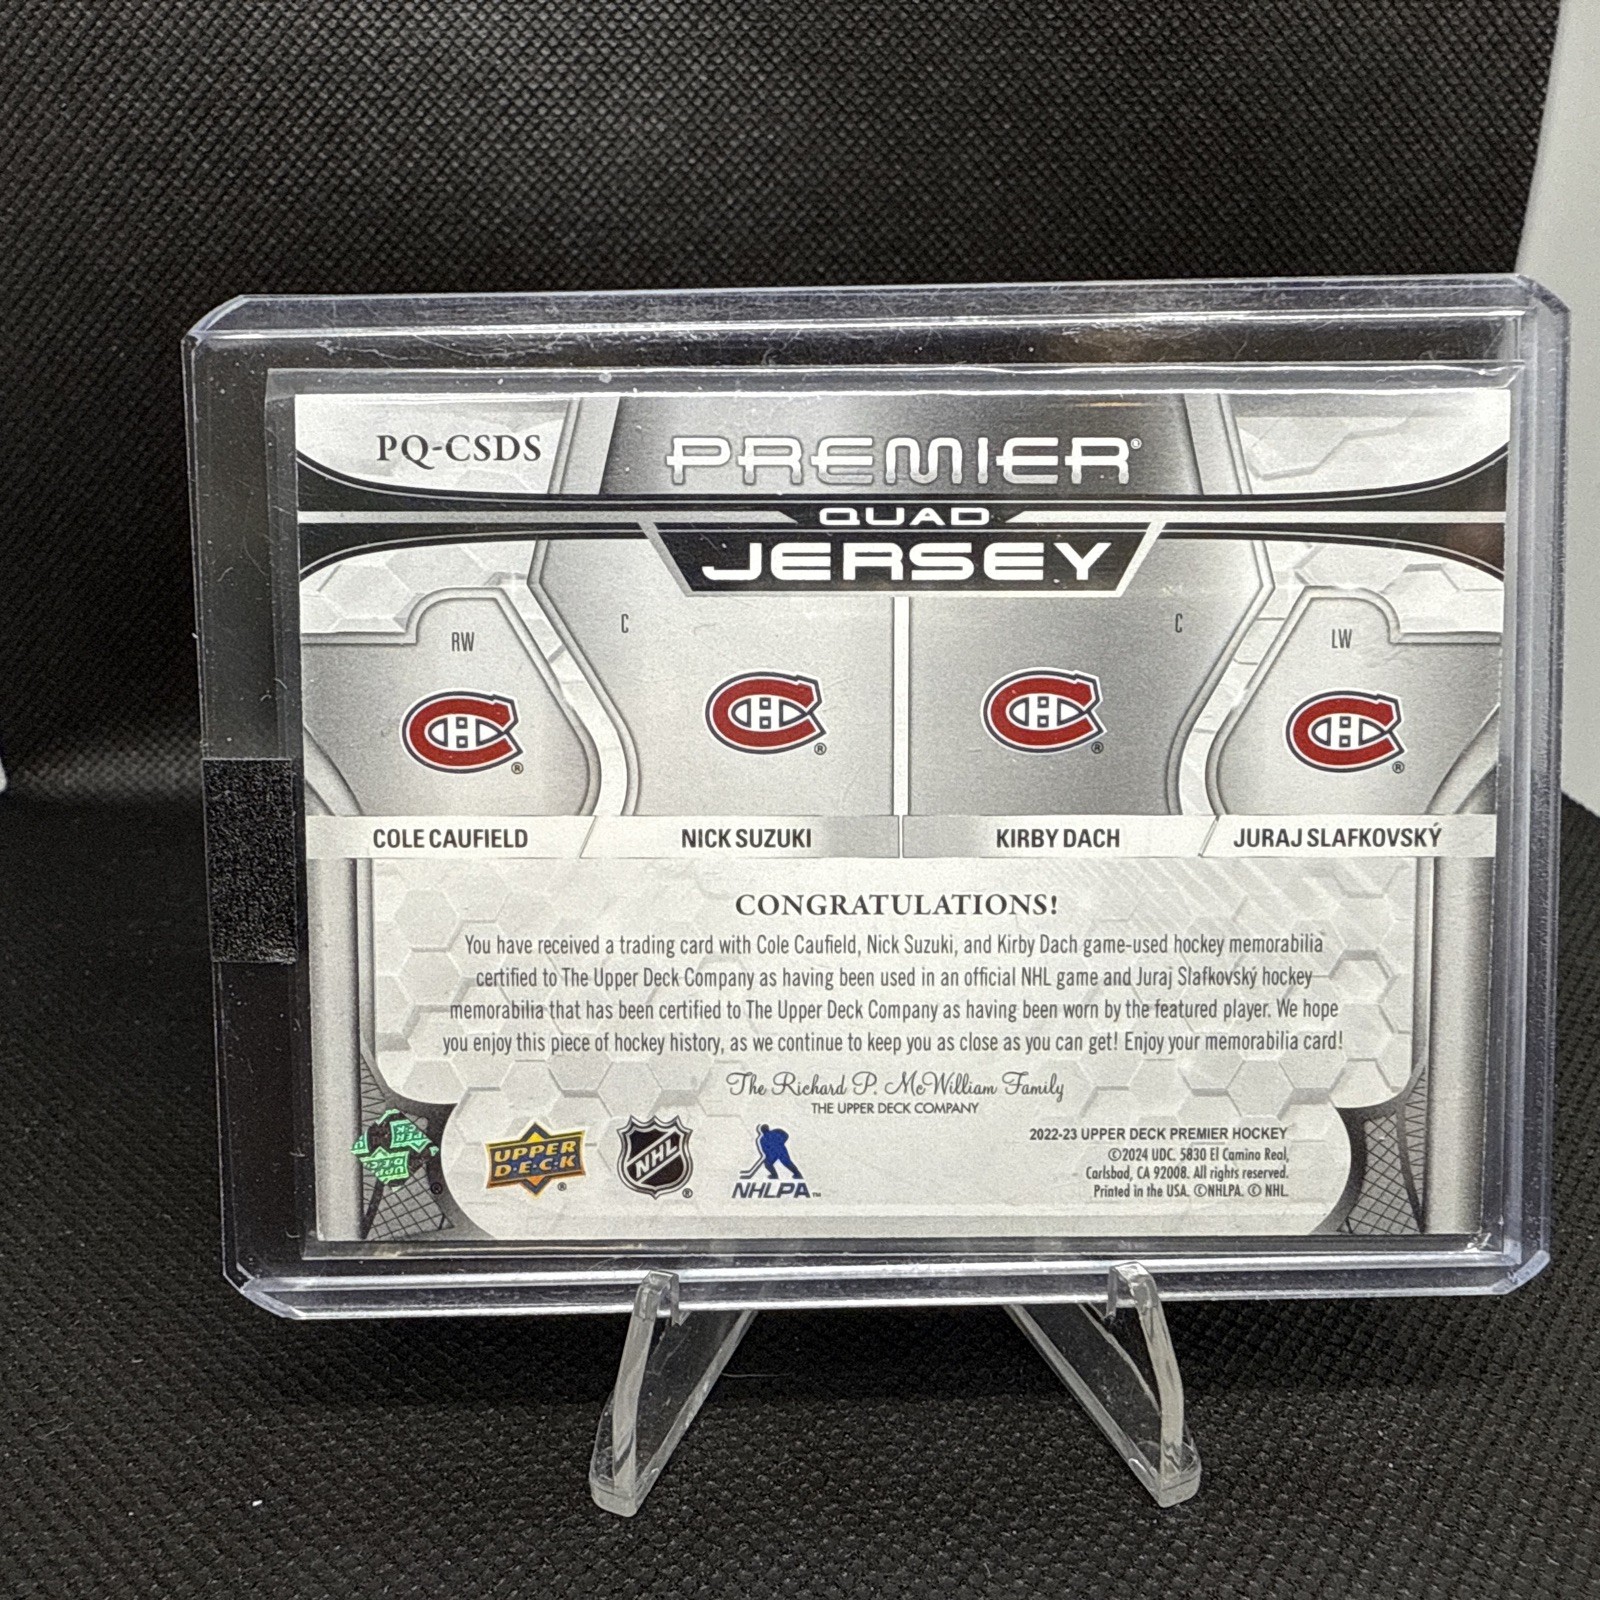 PQ-CSDS
PREMIER®
QUAD
JERSEY
RW
C
C
LW
®
®
®
®
COLE CAUFIELD
NICK SUZUKI
KIRBY DACH
JURAJ SLAFKOVSKÝ
CONGRATULATIONS!
You have received a trading card with Cole Caufield, Nick Suzuki, and Kirby Dach game-used hockey memorabilia
certified to The Upper Deck Company as having been used in an official NHL game and Juraj Slafkovský hockey
memorabilia that has been certified to The Upper Deck Company as having been worn by the featured player. We hope
you enjoy this piece of hockey history, as we continue to keep you as close as you can get! Enjoy your memorabilia card!
The Richard P. McWilliam Family
THE UPPER DECK COMPANY
UPPER
D·E·C·K
®
NHL
®
NHLPA™
2022-23 UPPER DECK PREMIER HOCKEY
©2024 UDC. 5830 El Camino Real,
Carlsbad, CA 92008. All rights reserved.
Printed in the USA. ©NHLPA. © NHL.